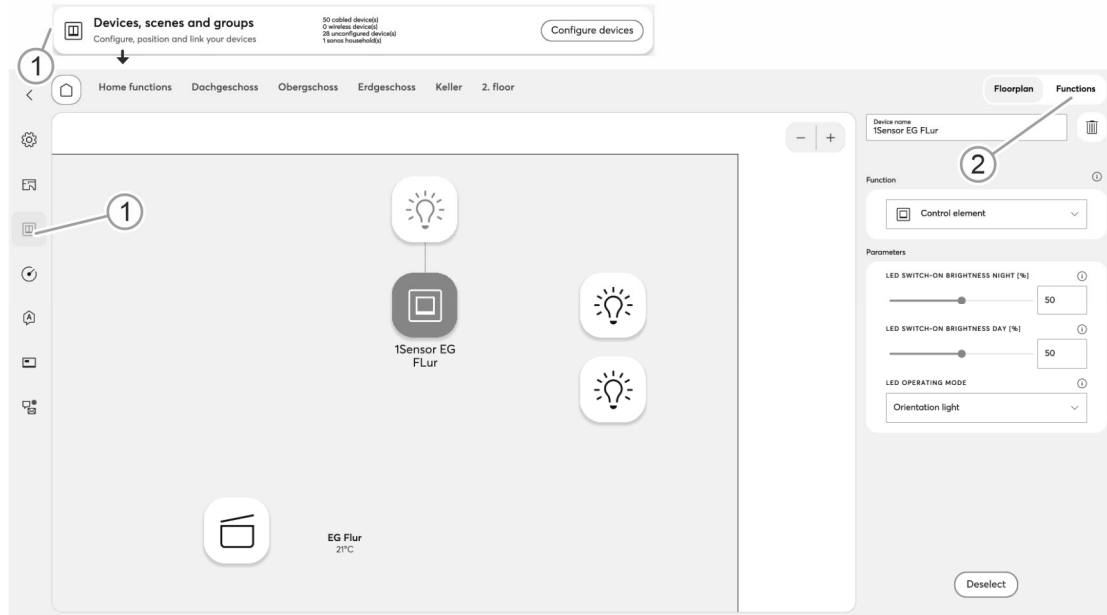 Devices, scenes and groups
Configure, position and link your devices
50 cabled device(s)
0 wireless device(s)
28 unconfigured device(s)
1 sonos household(s)
Configure devices
1
Home functions Dachgeschoss Obergeschoss Erdgeschoss Keller 2. floor
Floorplan Functions
Device name
1Sensor EG FLur
− +
2
Function
1
Control element
Parameters
LED SWITCH-ON BRIGHTNESS NIGHT [%]
50
LED SWITCH-ON BRIGHTNESS DAY [%]
50
1Sensor EG
FLur
LED OPERATING MODE
Orientation light
EG Flur
21°C
Deselect